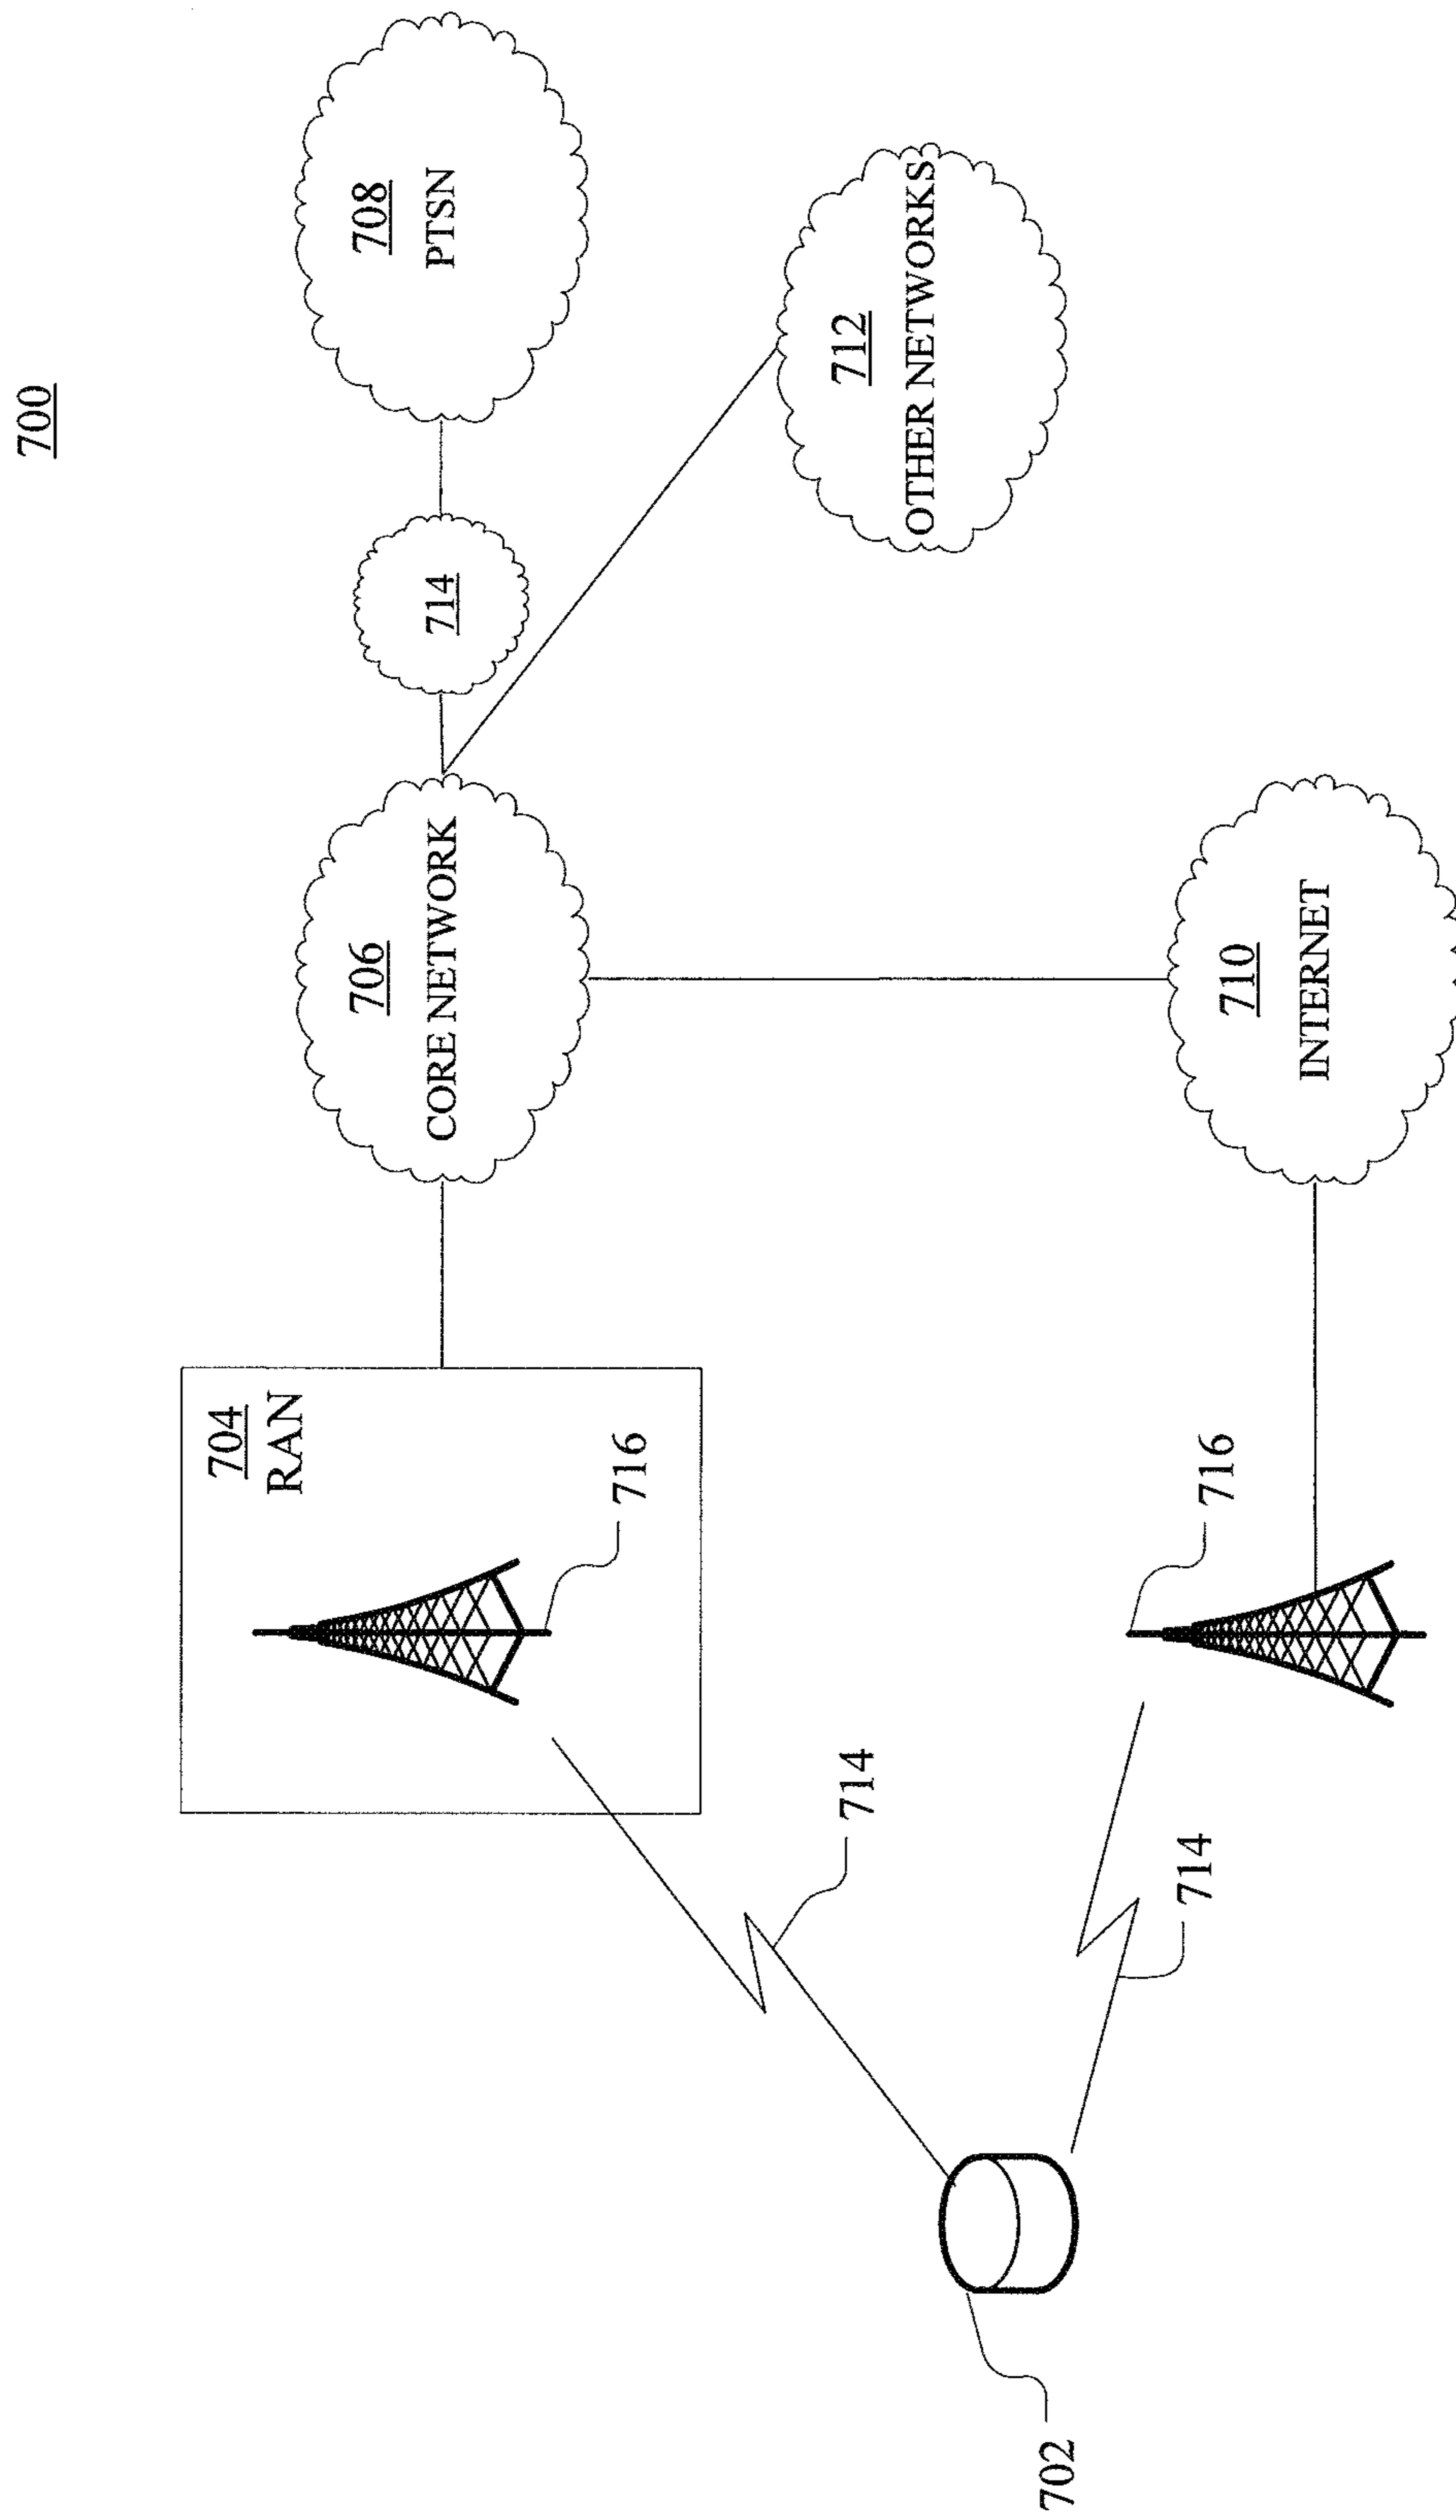 700
704
RAN
716
706
CORE NETWORK
714
708
PTSN
712
OTHER NETWORKS
714
702
714
716
710
INTERNET